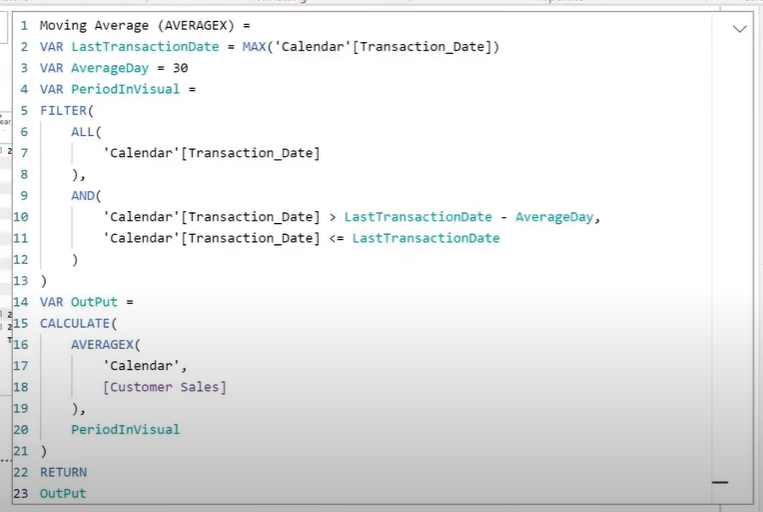 1 Moving Average (AVERAGEX) =
2 VAR LastTransactionDate = MAX('Calendar'[Transaction_Date])
3 VAR AverageDay = 30
4 VAR PeriodInVisual =
5 FILTER(
6 ALL(
7 'Calendar'[Transaction_Date]
8 ),
9 AND(
10 'Calendar'[Transaction_Date] > LastTransactionDate - AverageDay,
11 'Calendar'[Transaction_Date] <= LastTransactionDate
12 )
13 )
14 VAR OutPut =
15 CALCULATE(
16 AVERAGEX(
17 'Calendar',
18 [Customer Sales]
19 ),
20 PeriodInVisual
21 )
22 RETURN
23 OutPut